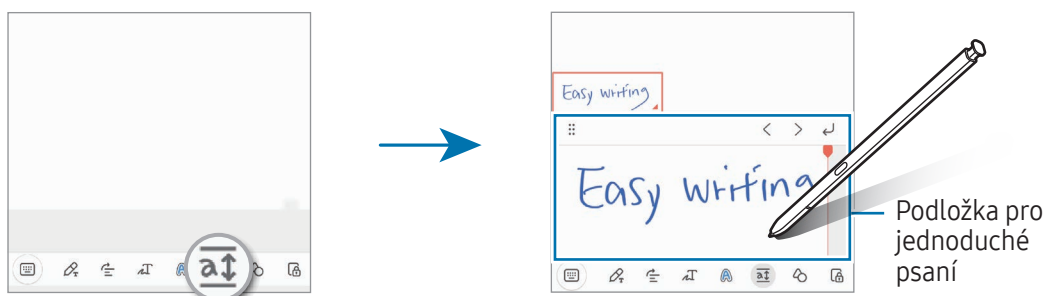 Easy writing
Easy writing
Podložka pro
jednoduché
psaní